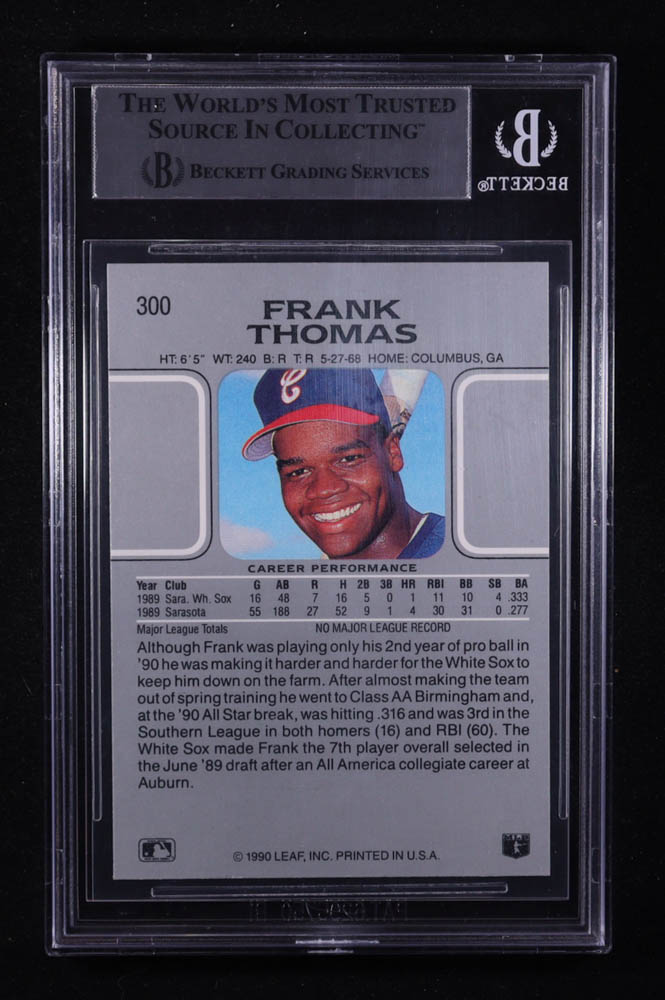 THE WORLD'S MOST TRUSTED
SOURCE IN COLLECTING™
B BECKETT GRADING SERVICES
B
BECKETT®
300
FRANK
THOMAS
HT: 6'5" WT: 240 B: R T: R 5-27-68 HOME: COLUMBUS, GA
C
CAREER PERFORMANCE
Year Club G AB R H 2B 3B HR RBI BB SB BA
1989 Sara. Wh. Sox 16 48 7 16 5 0 1 11 10 4 .333
1989 Sarasota 55 188 27 52 9 1 4 30 31 0 .277
Major League Totals NO MAJOR LEAGUE RECORD
Although Frank was playing only his 2nd year of pro ball in
'90 he was making it harder and harder for the White Sox to
keep him down on the farm. After almost making the team
out of spring training he went to Class AA Birmingham and,
at the '90 All Star break, was hitting .316 and was 3rd in the
Southern League in both homers (16) and RBI (60). The
White Sox made Frank the 7th player overall selected in
the June '89 draft after an All America collegiate career at
Auburn.
© 1990 LEAF, INC. PRINTED IN U.S.A.